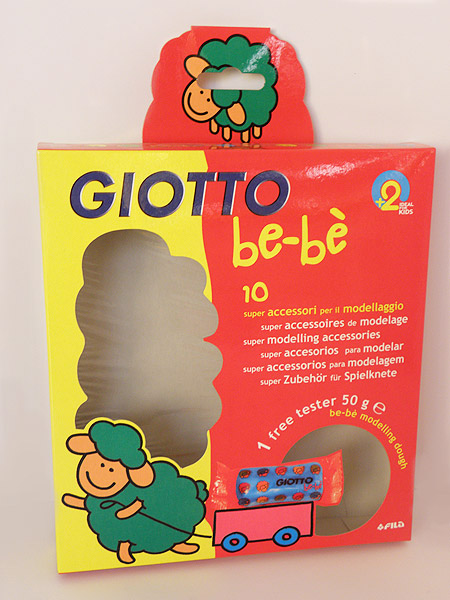 GIOTTO
be-bè
+2
IDEAL
FOR
KIDS
10
super accessori per il modellaggio
super accessoires de modelage
super modelling accessories
super accesorios para modelar
super accessorios para modelagem
super Zubehör für Spielknete
1 free tester 50 g e
be-bè modelling dough
GIOTTO
FILA